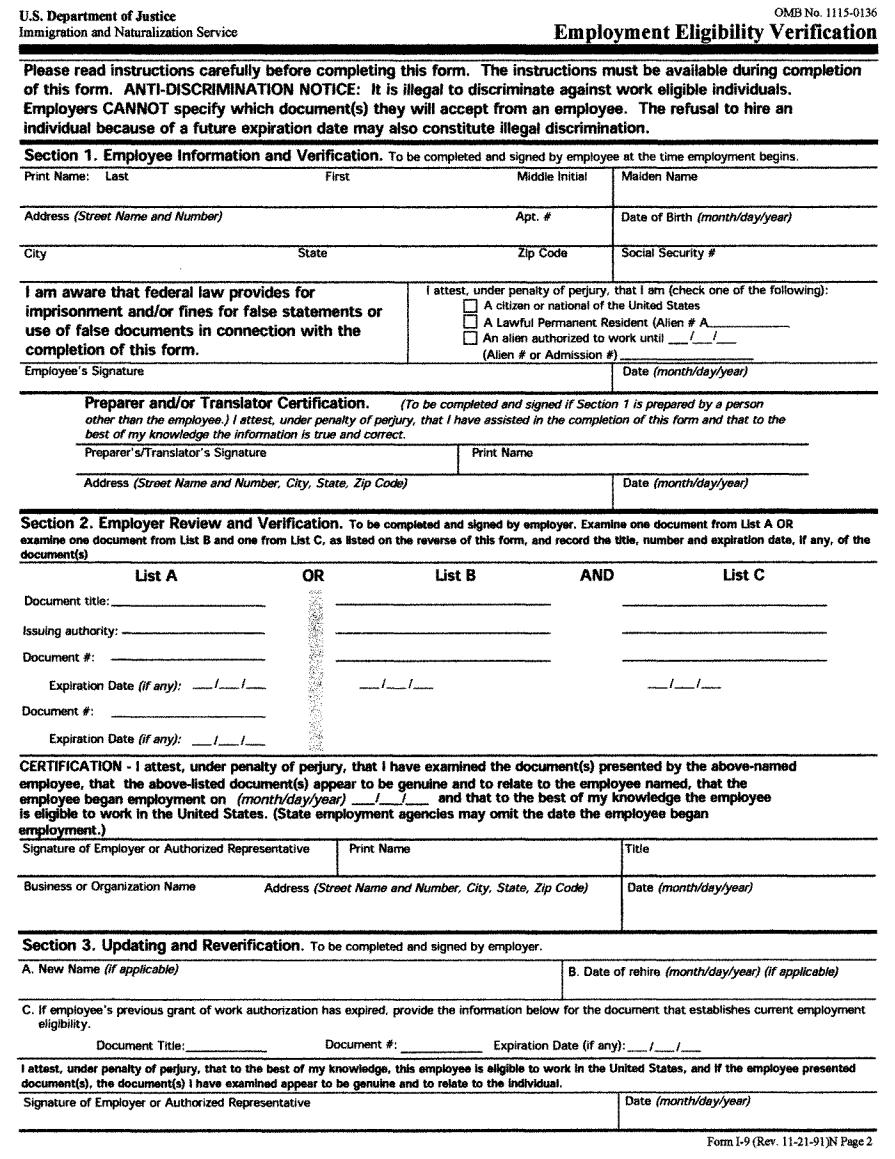 U.S. Department of Justice
OMB No. 1115-0136
Immigration and Naturalization Service
Employment Eligibility Verification
Please read instructions carefully before completing this form. The instructions must be available during completion
of this form. ANTI-DISCRIMINATION NOTICE: It is illegal to discriminate against work eligible individuals.
Employers CANNOT specify which document(s) they will accept from an employee. The refusal to hire an
individual because of a future expiration date may also constitute illegal discrimination.
Section 1. Employee Information and Verification. To be completed and signed by employee at the time employment begins.
Print Name: Last First Middle Initial Maiden Name
Address (Street Name and Number) Apt. # Date of Birth (month/day/year)
City State Zip Code Social Security #
I am aware that federal law provides for
imprisonment and/or fines for false statements or
use of false documents in connection with the
completion of this form.
I attest, under penalty of perjury, that I am (check one of the following):
A citizen or national of the United States
A Lawful Permanent Resident (Alien # A__________
An alien authorized to work until ___/___/___
(Alien # or Admission #)__________
Employee's Signature Date (month/day/year)
Preparer and/or Translator Certification. (To be completed and signed if Section 1 is prepared by a person
other than the employee.) I attest, under penalty of perjury, that I have assisted in the completion of this form and that to the
best of my knowledge the information is true and correct.
Preparer's/Translator's Signature Print Name
Address (Street Name and Number, City, State, Zip Code) Date (month/day/year)
Section 2. Employer Review and Verification. To be completed and signed by employer. Examine one document from List A OR
examine one document from List B and one from List C, as listed on the reverse of this form, and record the title, number and expiration date, if any, of the
document(s)
List A OR List B AND List C
Document title:
Issuing authority:
Document #:
Expiration Date (if any): ___/___/___ ___/___/___ ___/___/___
Document #:
Expiration Date (if any): ___/___/___
CERTIFICATION - I attest, under penalty of perjury, that I have examined the document(s) presented by the above-named
employee, that the above-listed document(s) appear to be genuine and to relate to the employee named, that the
employee began employment on (month/day/year) ___/___/___ and that to the best of my knowledge the employee
is eligible to work in the United States. (State employment agencies may omit the date the employee began
employment.)
Signature of Employer or Authorized Representative Print Name Title
Business or Organization Name Address (Street Name and Number, City, State, Zip Code) Date (month/day/year)
Section 3. Updating and Reverification. To be completed and signed by employer.
A. New Name (if applicable) B. Date of rehire (month/day/year) (if applicable)
C. If employee's previous grant of work authorization has expired, provide the information below for the document that establishes current employment
eligibility.
Document Title:__________ Document #: __________ Expiration Date (if any): ___/___/___
I attest, under penalty of perjury, that to the best of my knowledge, this employee is eligible to work in the United States, and if the employee presented
document(s), the document(s) I have examined appear to be genuine and to relate to the individual.
Signature of Employer or Authorized Representative Date (month/day/year)
Form I-9 (Rev. 11-21-91)N Page 2